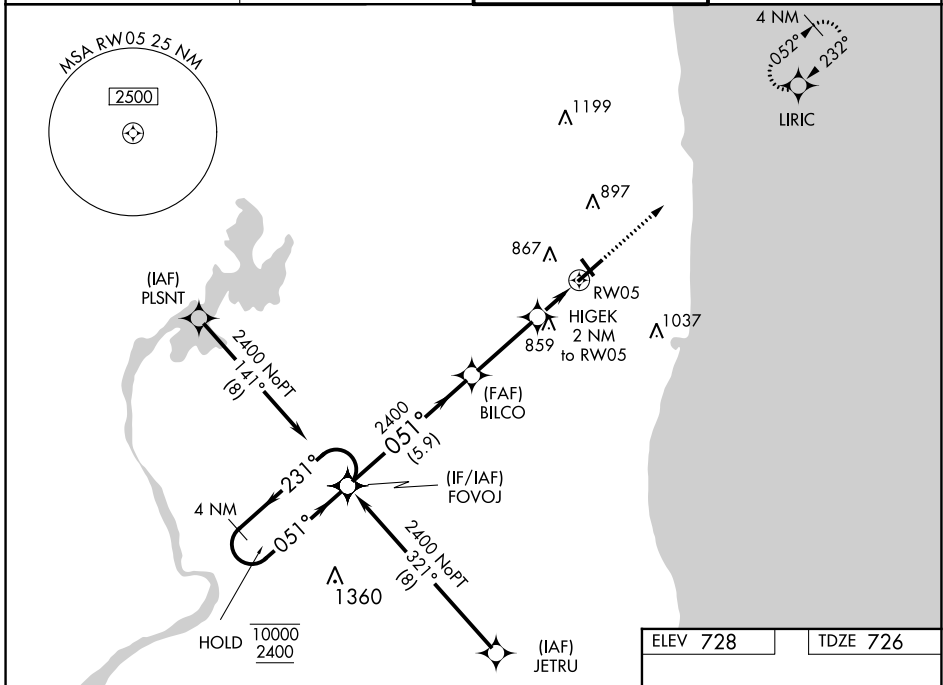 MSA RW05 25 NM
2500
4 NM
052°
232°
LIRIC
1199
897
867
RW05
HIGEK
2 NM
to RW05
859
1037
(IAF)
PLSNT
2400 NoPT
141°
(8)
(FAF)
BILCO
2400
051°
(5.9)
(IF/IAF)
FOVOJ
231°
4 NM
051°
2400 NoPT
321°
(8)
1360
HOLD
10000
2400
(IAF)
JETRU
ELEV 728
TDZE 726